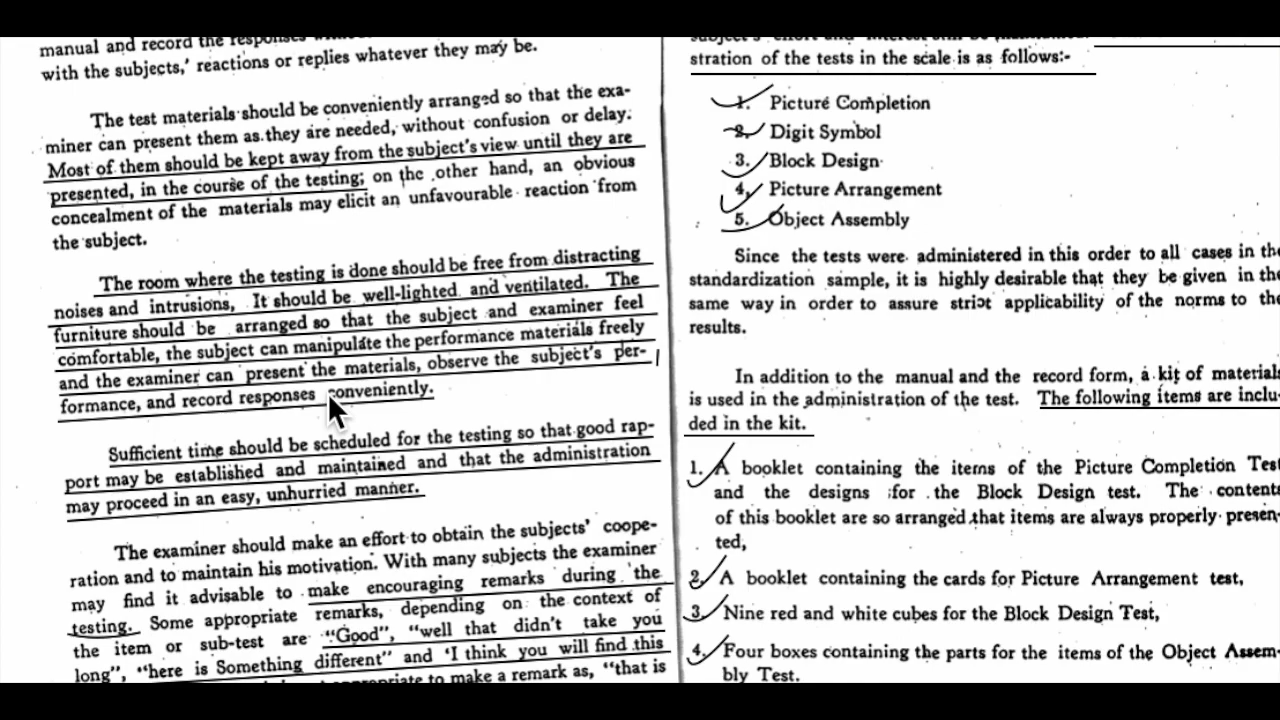 manual and record the responses
with the subjects,' reactions or replies whatever they may be.
The test materials should be conveniently arranged so that the exa-
miner can present them as they are needed, without confusion or delay.
Most of them should be kept away from the subject's view until they are
presented, in the course of the testing; on the other hand, an obvious
concealment of the materials may elicit an unfavourable reaction from
the subject.
The room where the testing is done should be free from distracting
noises and intrusions, It should be well-lighted and ventilated. The
furniture should be arranged so that the subject and examiner feel
comfortable, the subject can manipulate the performance materials freely
and the examiner can present the materials, observe the subject's per-
formance, and record responses conveniently.
Sufficient time should be scheduled for the testing so that good rap-
port may be established and maintained and that the administration
may proceed in an easy, unhurried manner.
The examiner should make an effort to obtain the subjects' coope-
ration and to maintain his motivation. With many subjects the examiner
may find it advisable to make encouraging remarks during the
testing. Some appropriate remarks, depending on the context of
the item or sub-test are "Good", "well that didn't take you
long", "here is Something different" and 'I think you will find this
to make a remark as, "that is
stration of the tests in the scale is as follows:-
1. Picture Completion
2. Digit Symbol
3. Block Design
4. Picture Arrangement
5. Object Assembly
Since the tests were administered in this order to all cases in the
standardization sample, it is highly desirable that they be given in the
same way in order to assure strict applicability of the norms to the
results.
In addition to the manual and the record form, a kit of materials
is used in the administration of the test. The following items are inclu-
ded in the kit.
1. A booklet containing the items of the Picture Completion Test
and the designs for the Block Design test. The contents
of this booklet are so arranged that items are always properly presen-
ted,
2. A booklet containing the cards for Picture Arrangement test,
3. Nine red and white cubes for the Block Design Test,
4. Four boxes containing the parts for the items of the Object Assem-
bly Test.